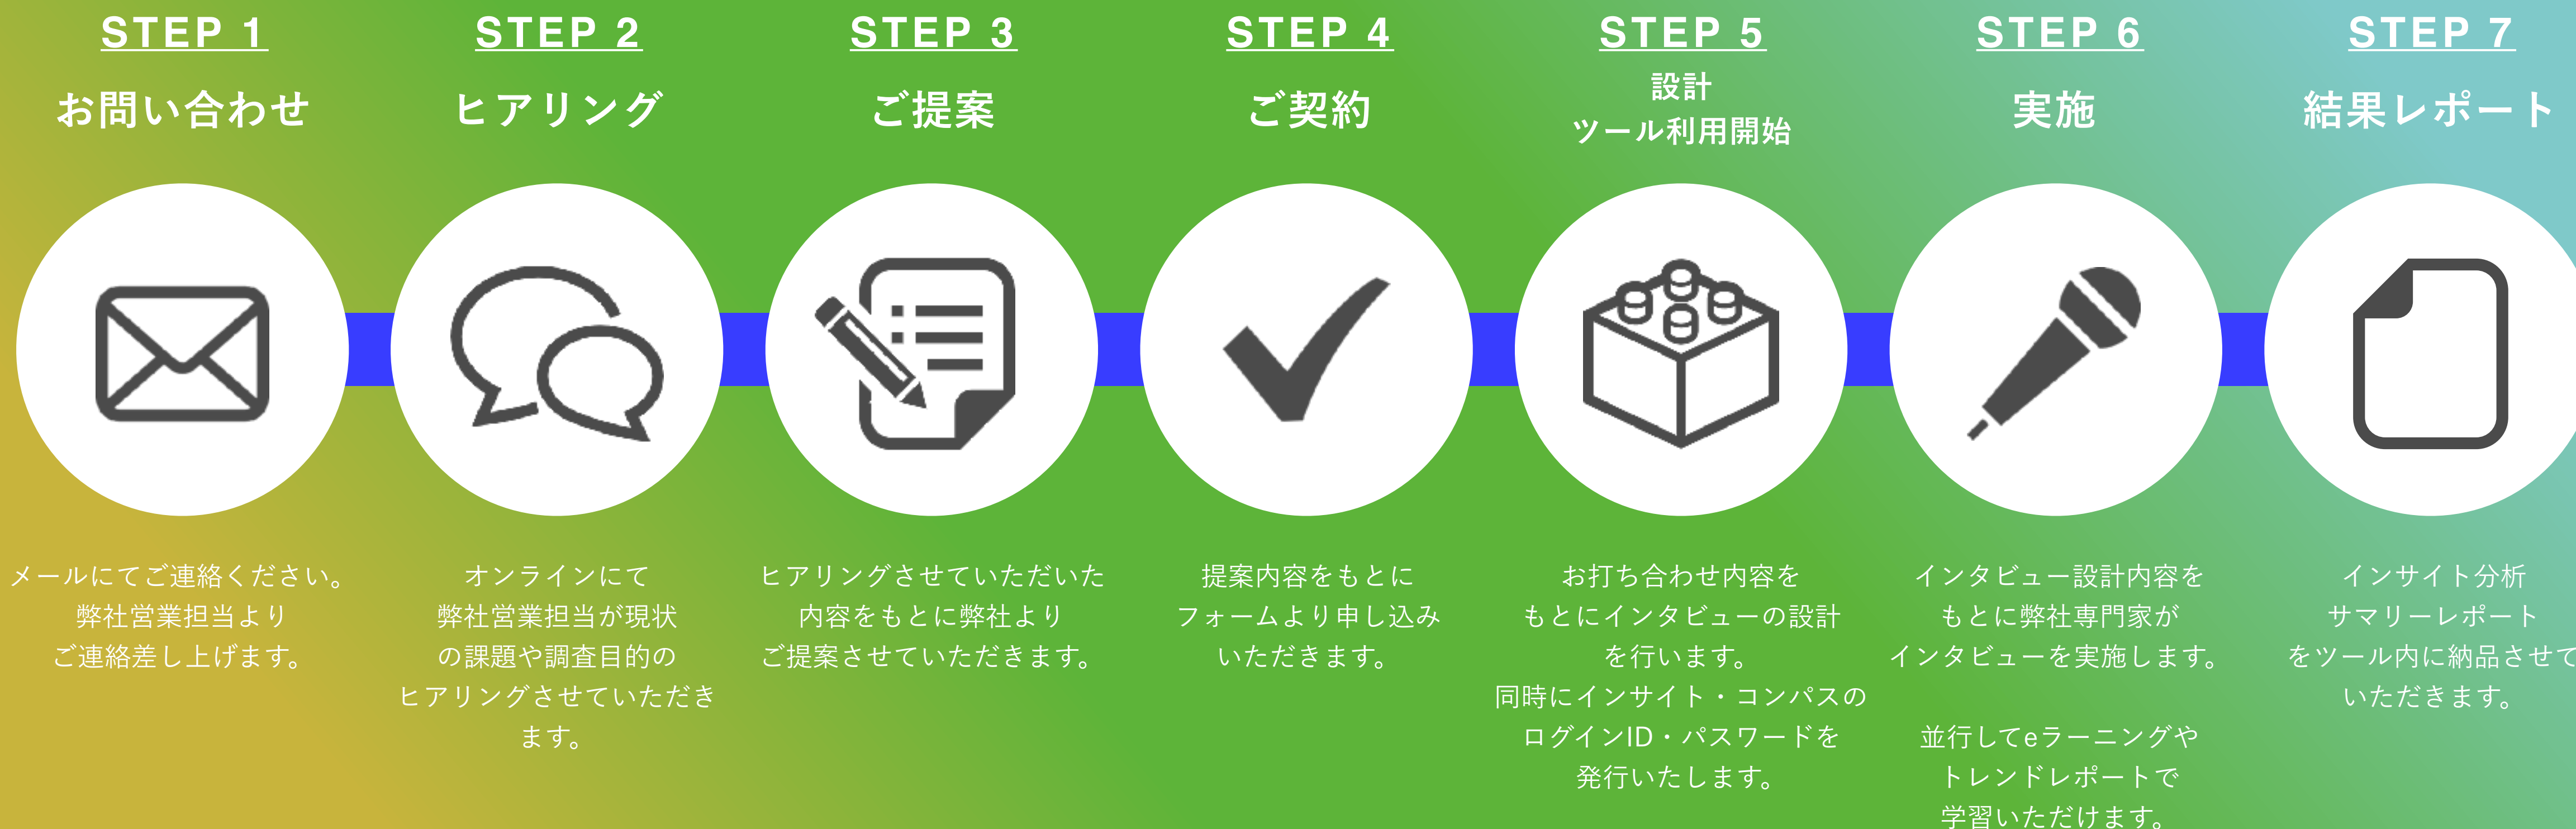 STEP 1
お問い合わせ
メールにてご連絡ください。
弊社営業担当より
ご連絡差し上げます。
STEP 2
ヒアリング
オンラインにて
弊社営業担当が現状
の課題や調査目的の
ヒアリングさせていただき
ます。
STEP 3
ご提案
ヒアリングさせていただいた
内容をもとに弊社より
ご提案させていただきます。
STEP 4
ご契約
提案内容をもとに
フォームより申し込み
いただきます。
STEP 5
設計
ツール利用開始
お打ち合わせ内容を
もとにインタビューの設計
を行います。
同時にインサイト・コンパスの
ログインID・パスワードを
発行いたします。
STEP 6
実施
インタビュー設計内容を
もとに弊社専門家が
インタビューを実施します。
並行してeラーニングや
トレンドレポートで
学習いただけます。
STEP 7
結果レポート
インサイト分析
サマリーレポート
をツール内に納品させて
いただきます。